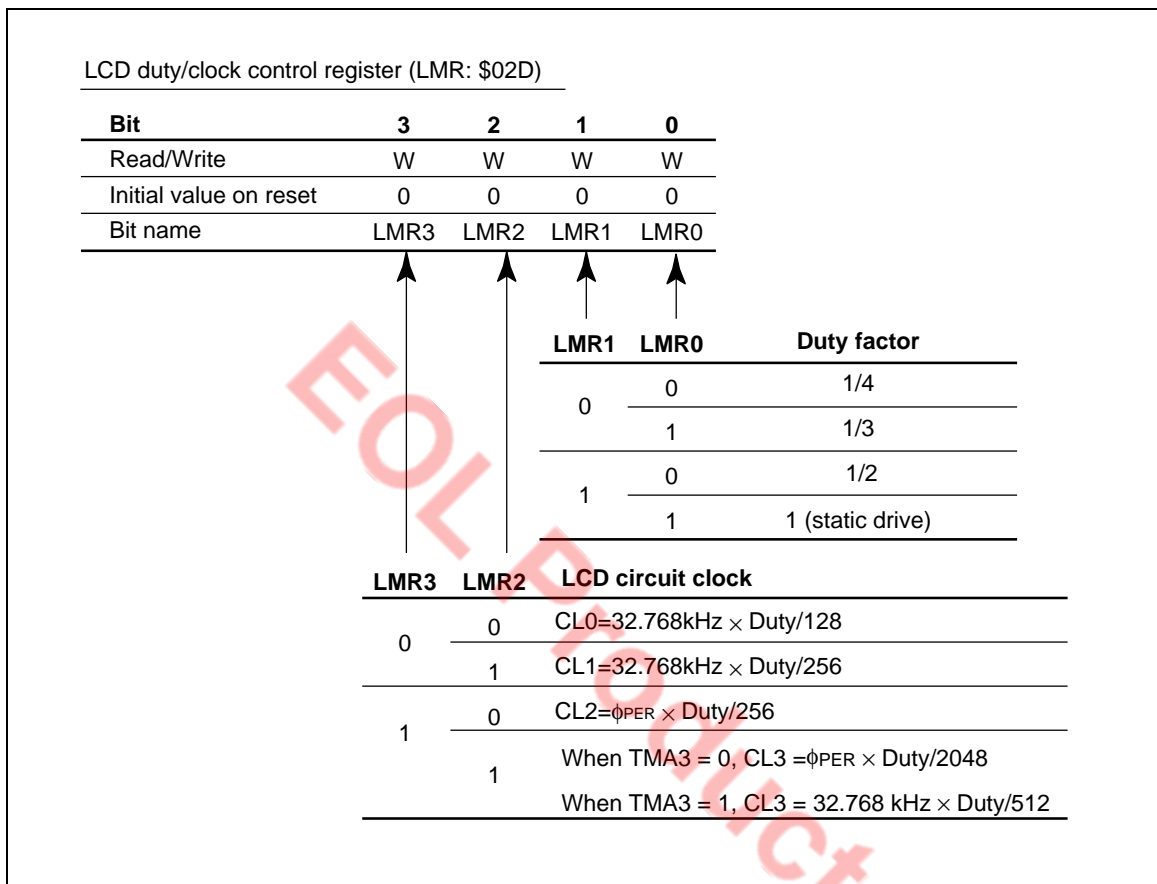 LCD duty/clock control register (LMR: $02D)
Bit 3 2 1 0
Read/Write W W W W
Initial value on reset 0 0 0 0
Bit name LMR3 LMR2 LMR1 LMR0
LMR1 LMR0 Duty factor
0 0 1/4
1 1/3
1 0 1/2
1 1 (static drive)
LMR3 LMR2 LCD circuit clock
0 0 CL0=32.768kHz × Duty/128
1 CL1=32.768kHz × Duty/256
1 0 CL2=ϕPER × Duty/256
1 When TMA3 = 0, CL3 =ϕPER × Duty/2048
When TMA3 = 1, CL3 = 32.768 kHz × Duty/512
EOL Product